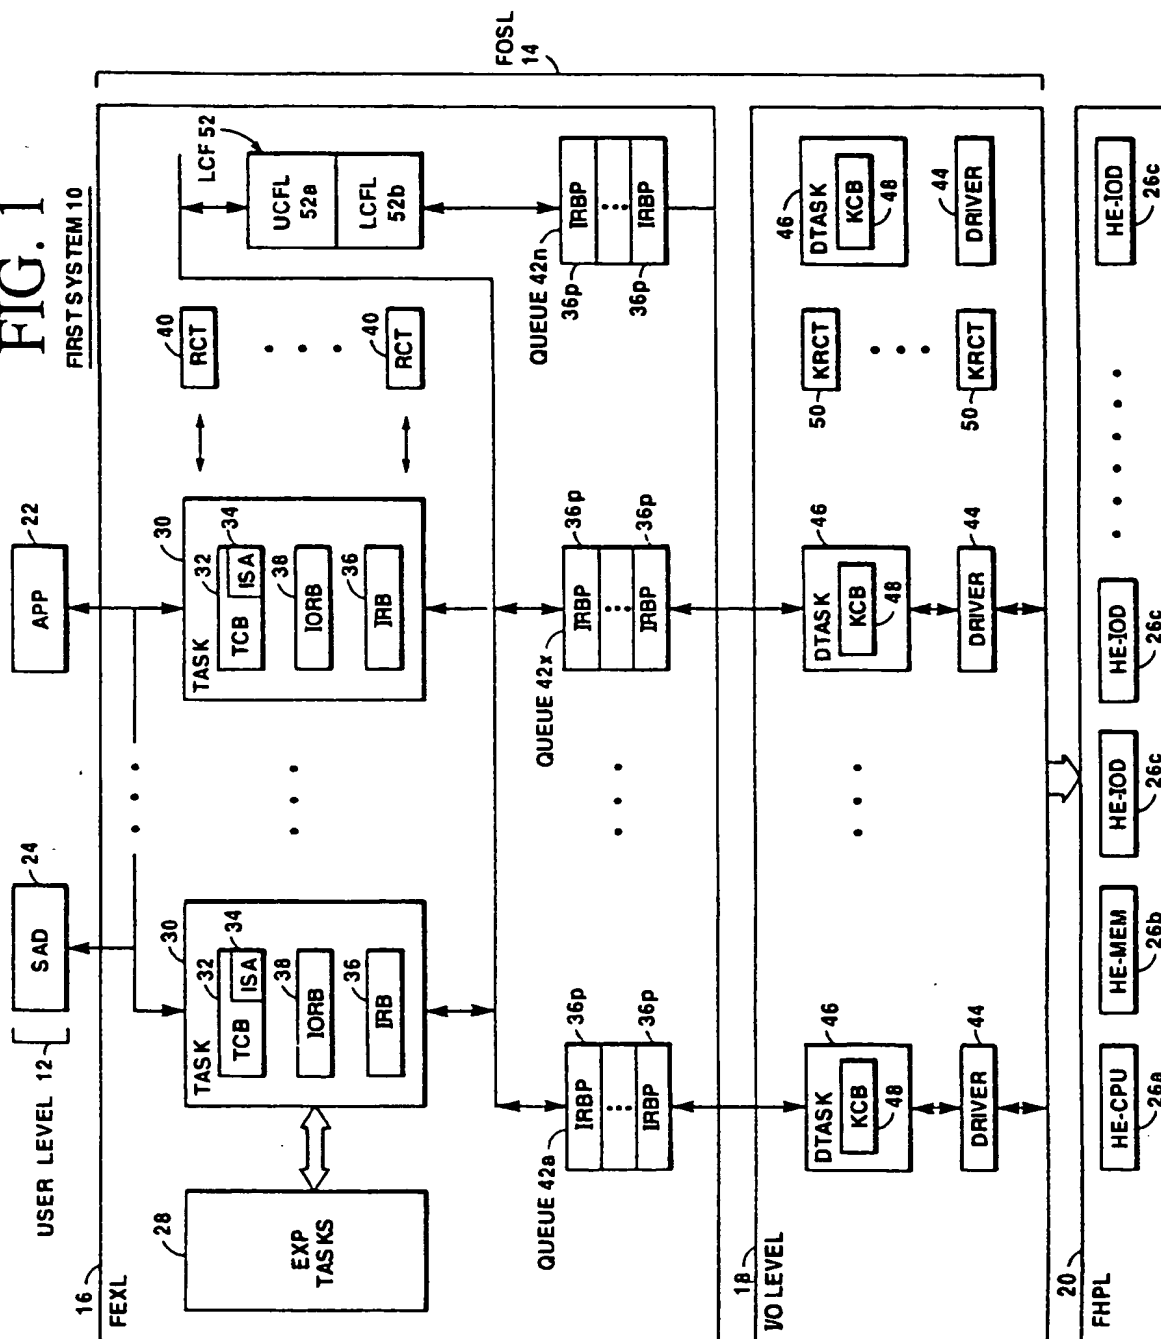 FIG. 1
FIRST SYSTEM 10
USER LEVEL 12
SAD
24
APP
22
FOSL
14
16
FEXL
28
EXP
TASKS
TASK
30
32
TCB
34
ISA
38
IORB
36
IRB
TASK
30
32
TCB
34
ISA
38
IORB
36
IRB
40
RCT
40
RCT
LCF 52
UCFL
52a
LCFL
52b
QUEUE 42a
IRBP
36p
IRBP
36p
QUEUE 42x
IRBP
36p
IRBP
36p
QUEUE 42n
IRBP
36p
IRBP
36p
18
I/O LEVEL
DTASK
46
KCB
48
DRIVER
44
DTASK
46
KCB
48
DRIVER
44
50
KRCT
50
KRCT
DTASK
46
KCB
48
DRIVER
44
20
FHPL
HE-CPU
26a
HE-MEM
26b
HE-IOD
26c
HE-IOD
26c
HE-IOD
26c